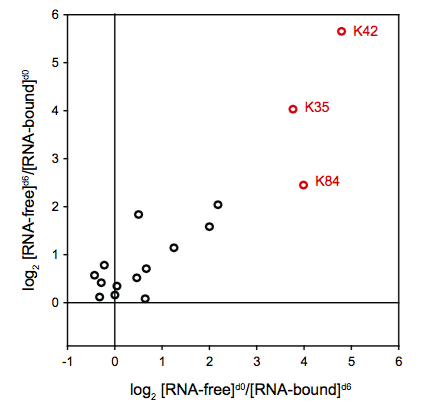 6
K42
5
4
K35
3
K84
2
1
0
-1 0 1 2 3 4 5 6
log₂ [RNA-free]ᵈ⁶/[RNA-bound]ᵈ⁰
log₂ [RNA-free]ᵈ⁰/[RNA-bound]ᵈ⁶